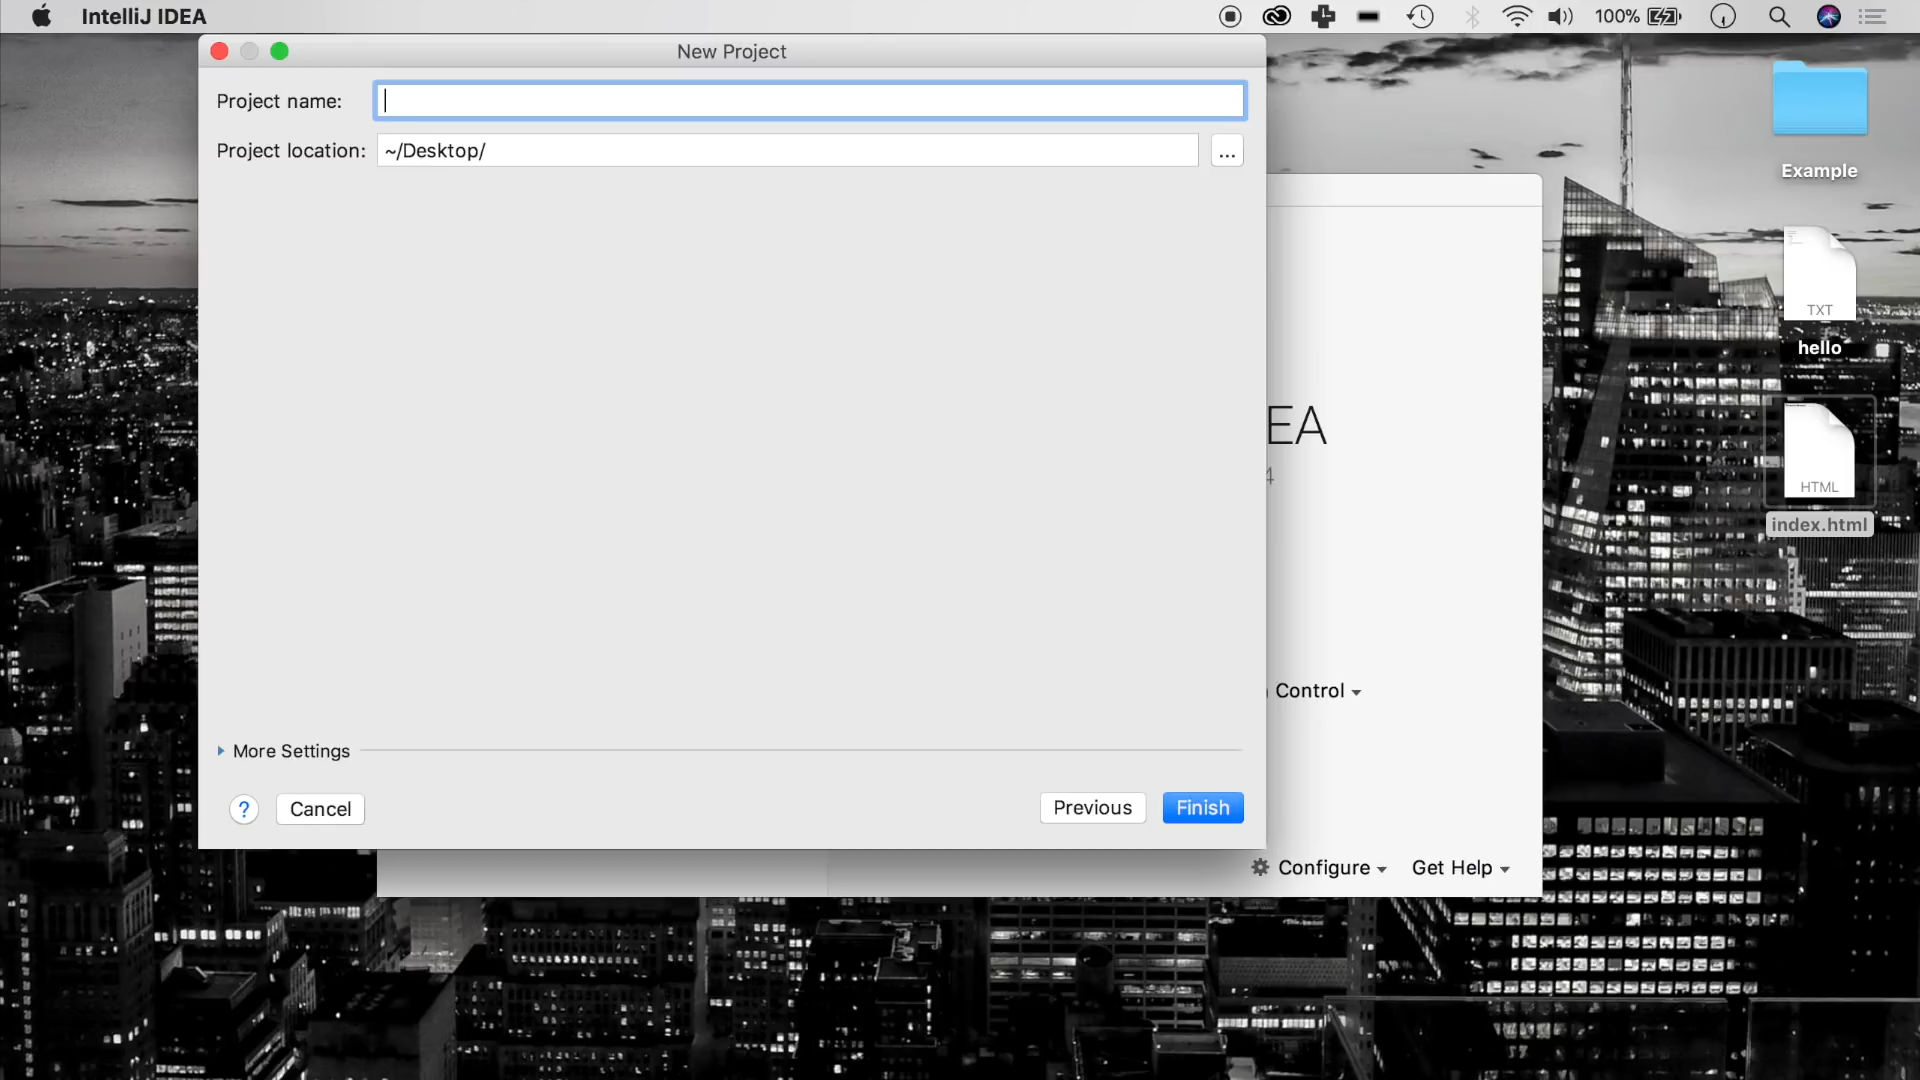 IntelliJ IDEA
100%
New Project
Project name:
Project location: ~/Desktop/ ...
More Settings
? Cancel Previous Finish
EA
4
Control
Configure Get Help
Example
TXT
hello
HTML
index.html